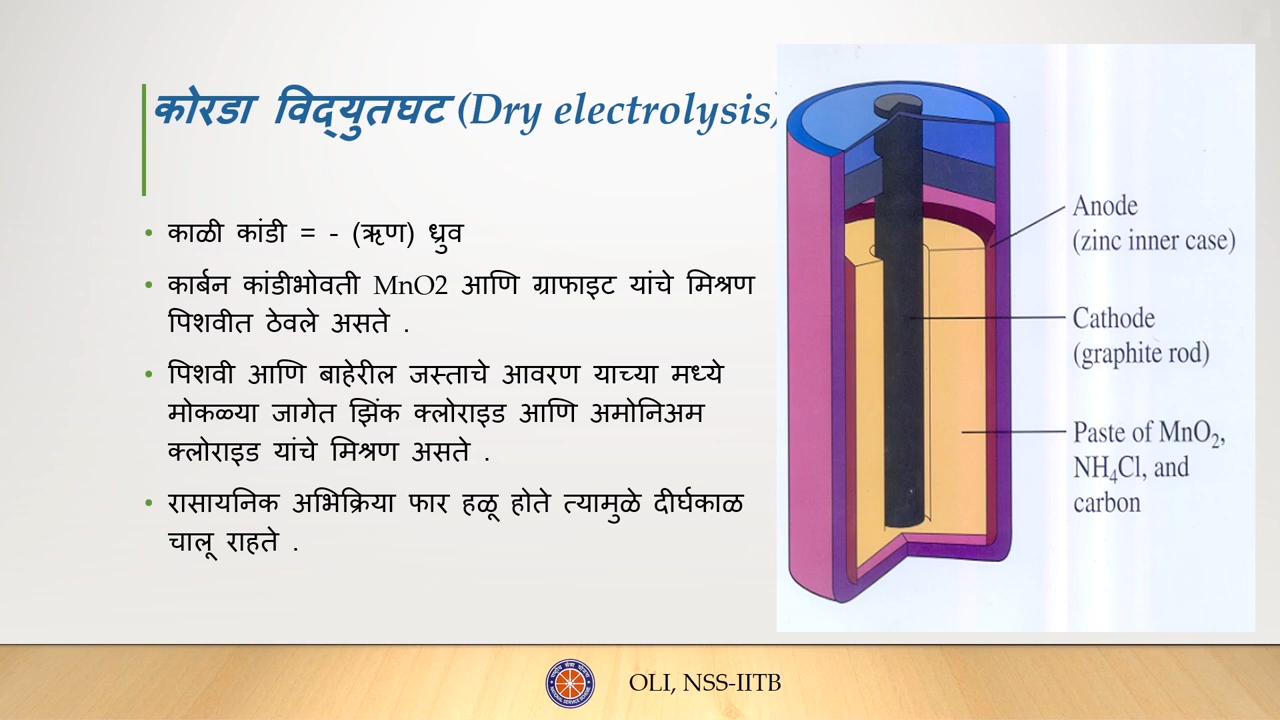 कोरडा विद्युतघट (Dry electrolysis)
• काळी कांडी = - (ऋण) ध्रुव
• कार्बन कांडीभोवती MnO2 आणि ग्राफाइट यांचे मिश्रण
पिशवीत ठेवले असते .
• पिशवी आणि बाहेरील जस्ताचे आवरण याच्या मध्ये
मोकळ्या जागेत झिंक क्लोराइड आणि अमोनिअम
क्लोराइड यांचे मिश्रण असते .
• रासायनिक अभिक्रिया फार हळू होते त्यामुळे दीर्घकाळ
चालू राहते .
Anode
(zinc inner case)
Cathode
(graphite rod)
Paste of MnO₂,
NH₄Cl, and
carbon
OLI, NSS-IITB